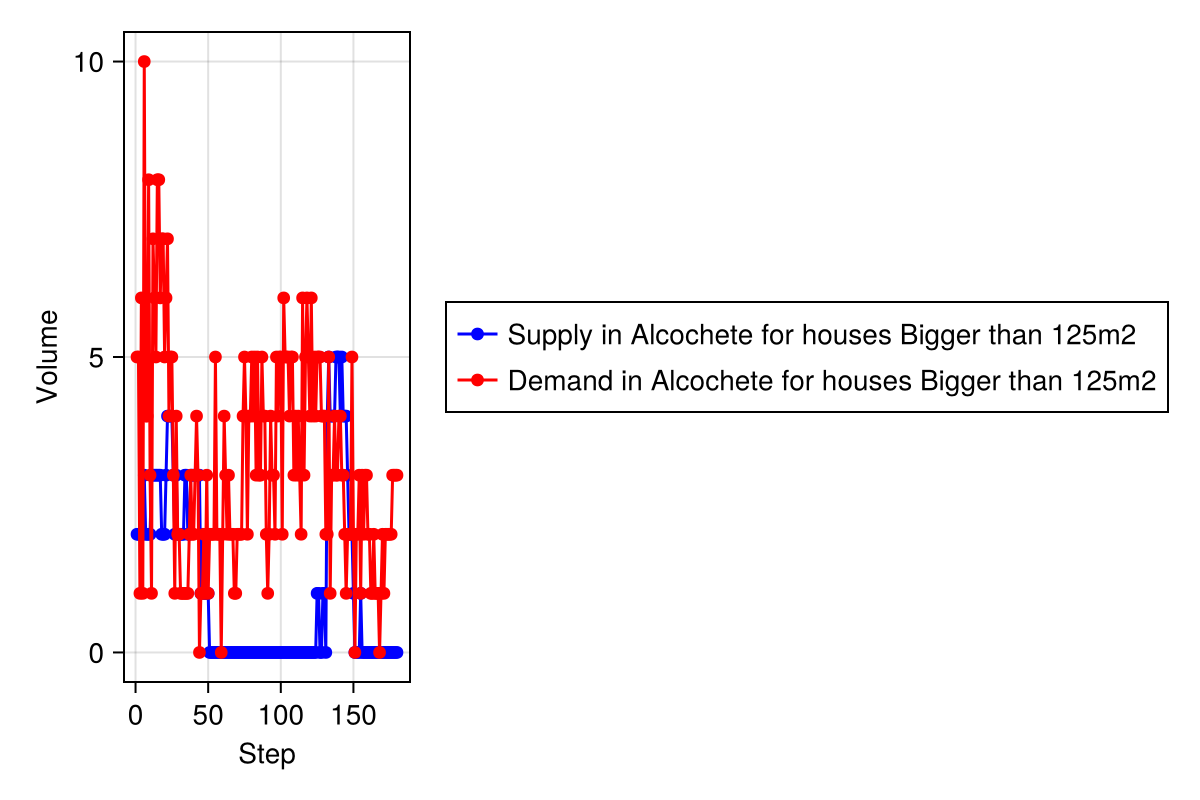 10
5
0
Volume
0 50 100 150
Step
Supply in Alcochete for houses Bigger than 125m2
Demand in Alcochete for houses Bigger than 125m2